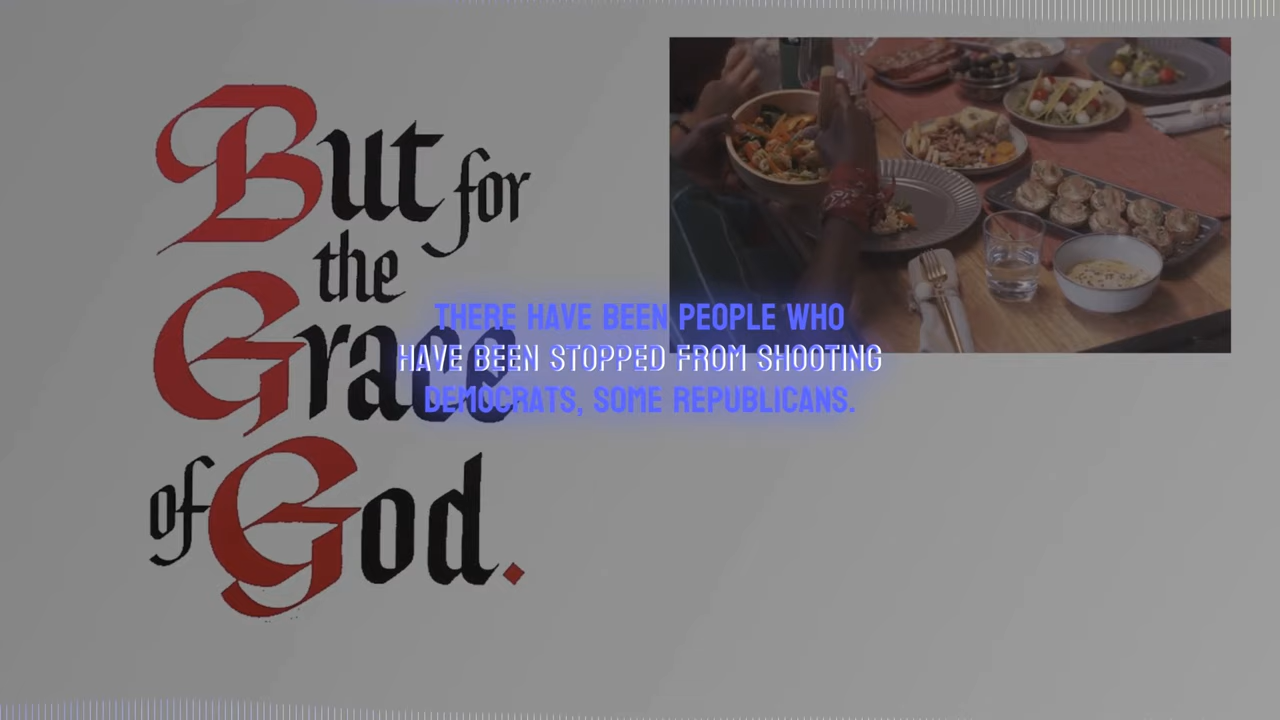 But for
the
Grace
of God.
THERE HAVE BEEN PEOPLE WHO
HAVE BEEN STOPPED FROM SHOOTING
DEMOCRATS, SOME REPUBLICANS.